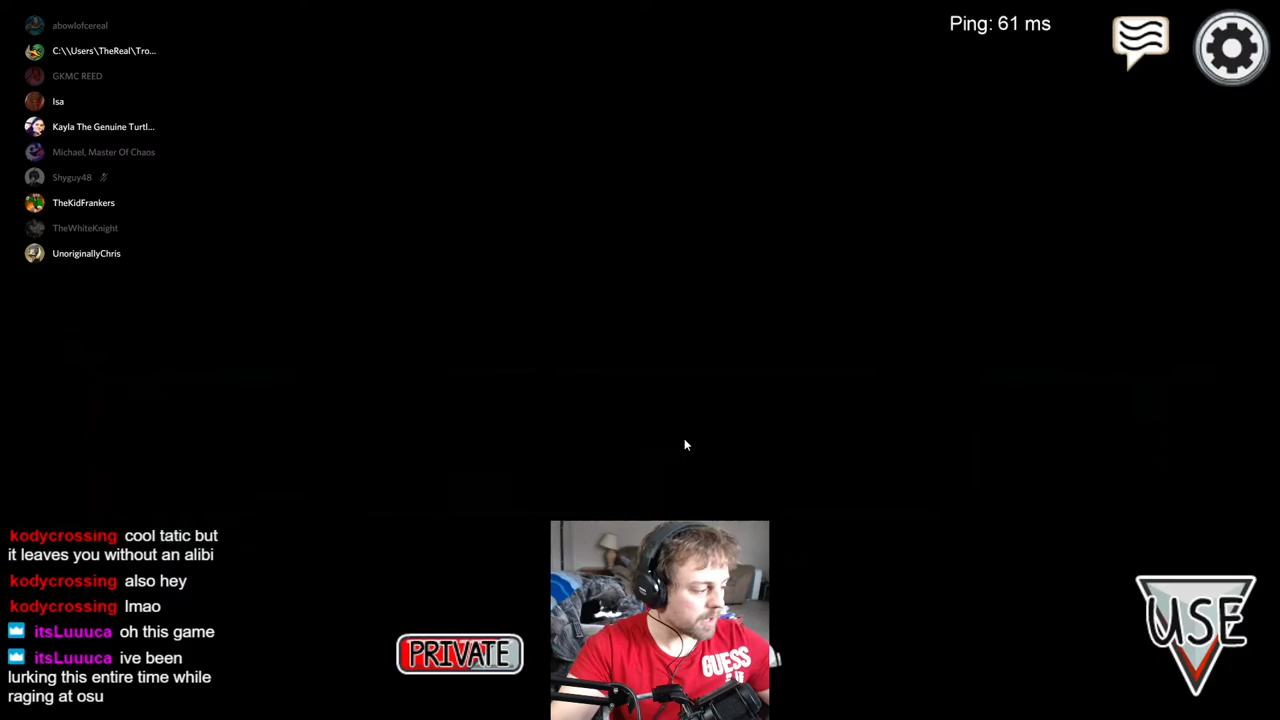 abowlofcereal
Ping: 61 ms
C:\\Users\TheReal\Tro...
GKMC REED
Isa
Kayla The Genuine Turtl...
Michael, Master Of Chaos
Shyguy48
TheKidFrankers
TheWhiteKnight
UnoriginallyChris
kodycrossing cool tatic but
it leaves you without an alibi
kodycrossing also hey
kodycrossing lmao
itsLuuuca oh this game
itsLuuuca ive been
lurking this entire time while
raging at osu
PRIVATE
GUESS
USE